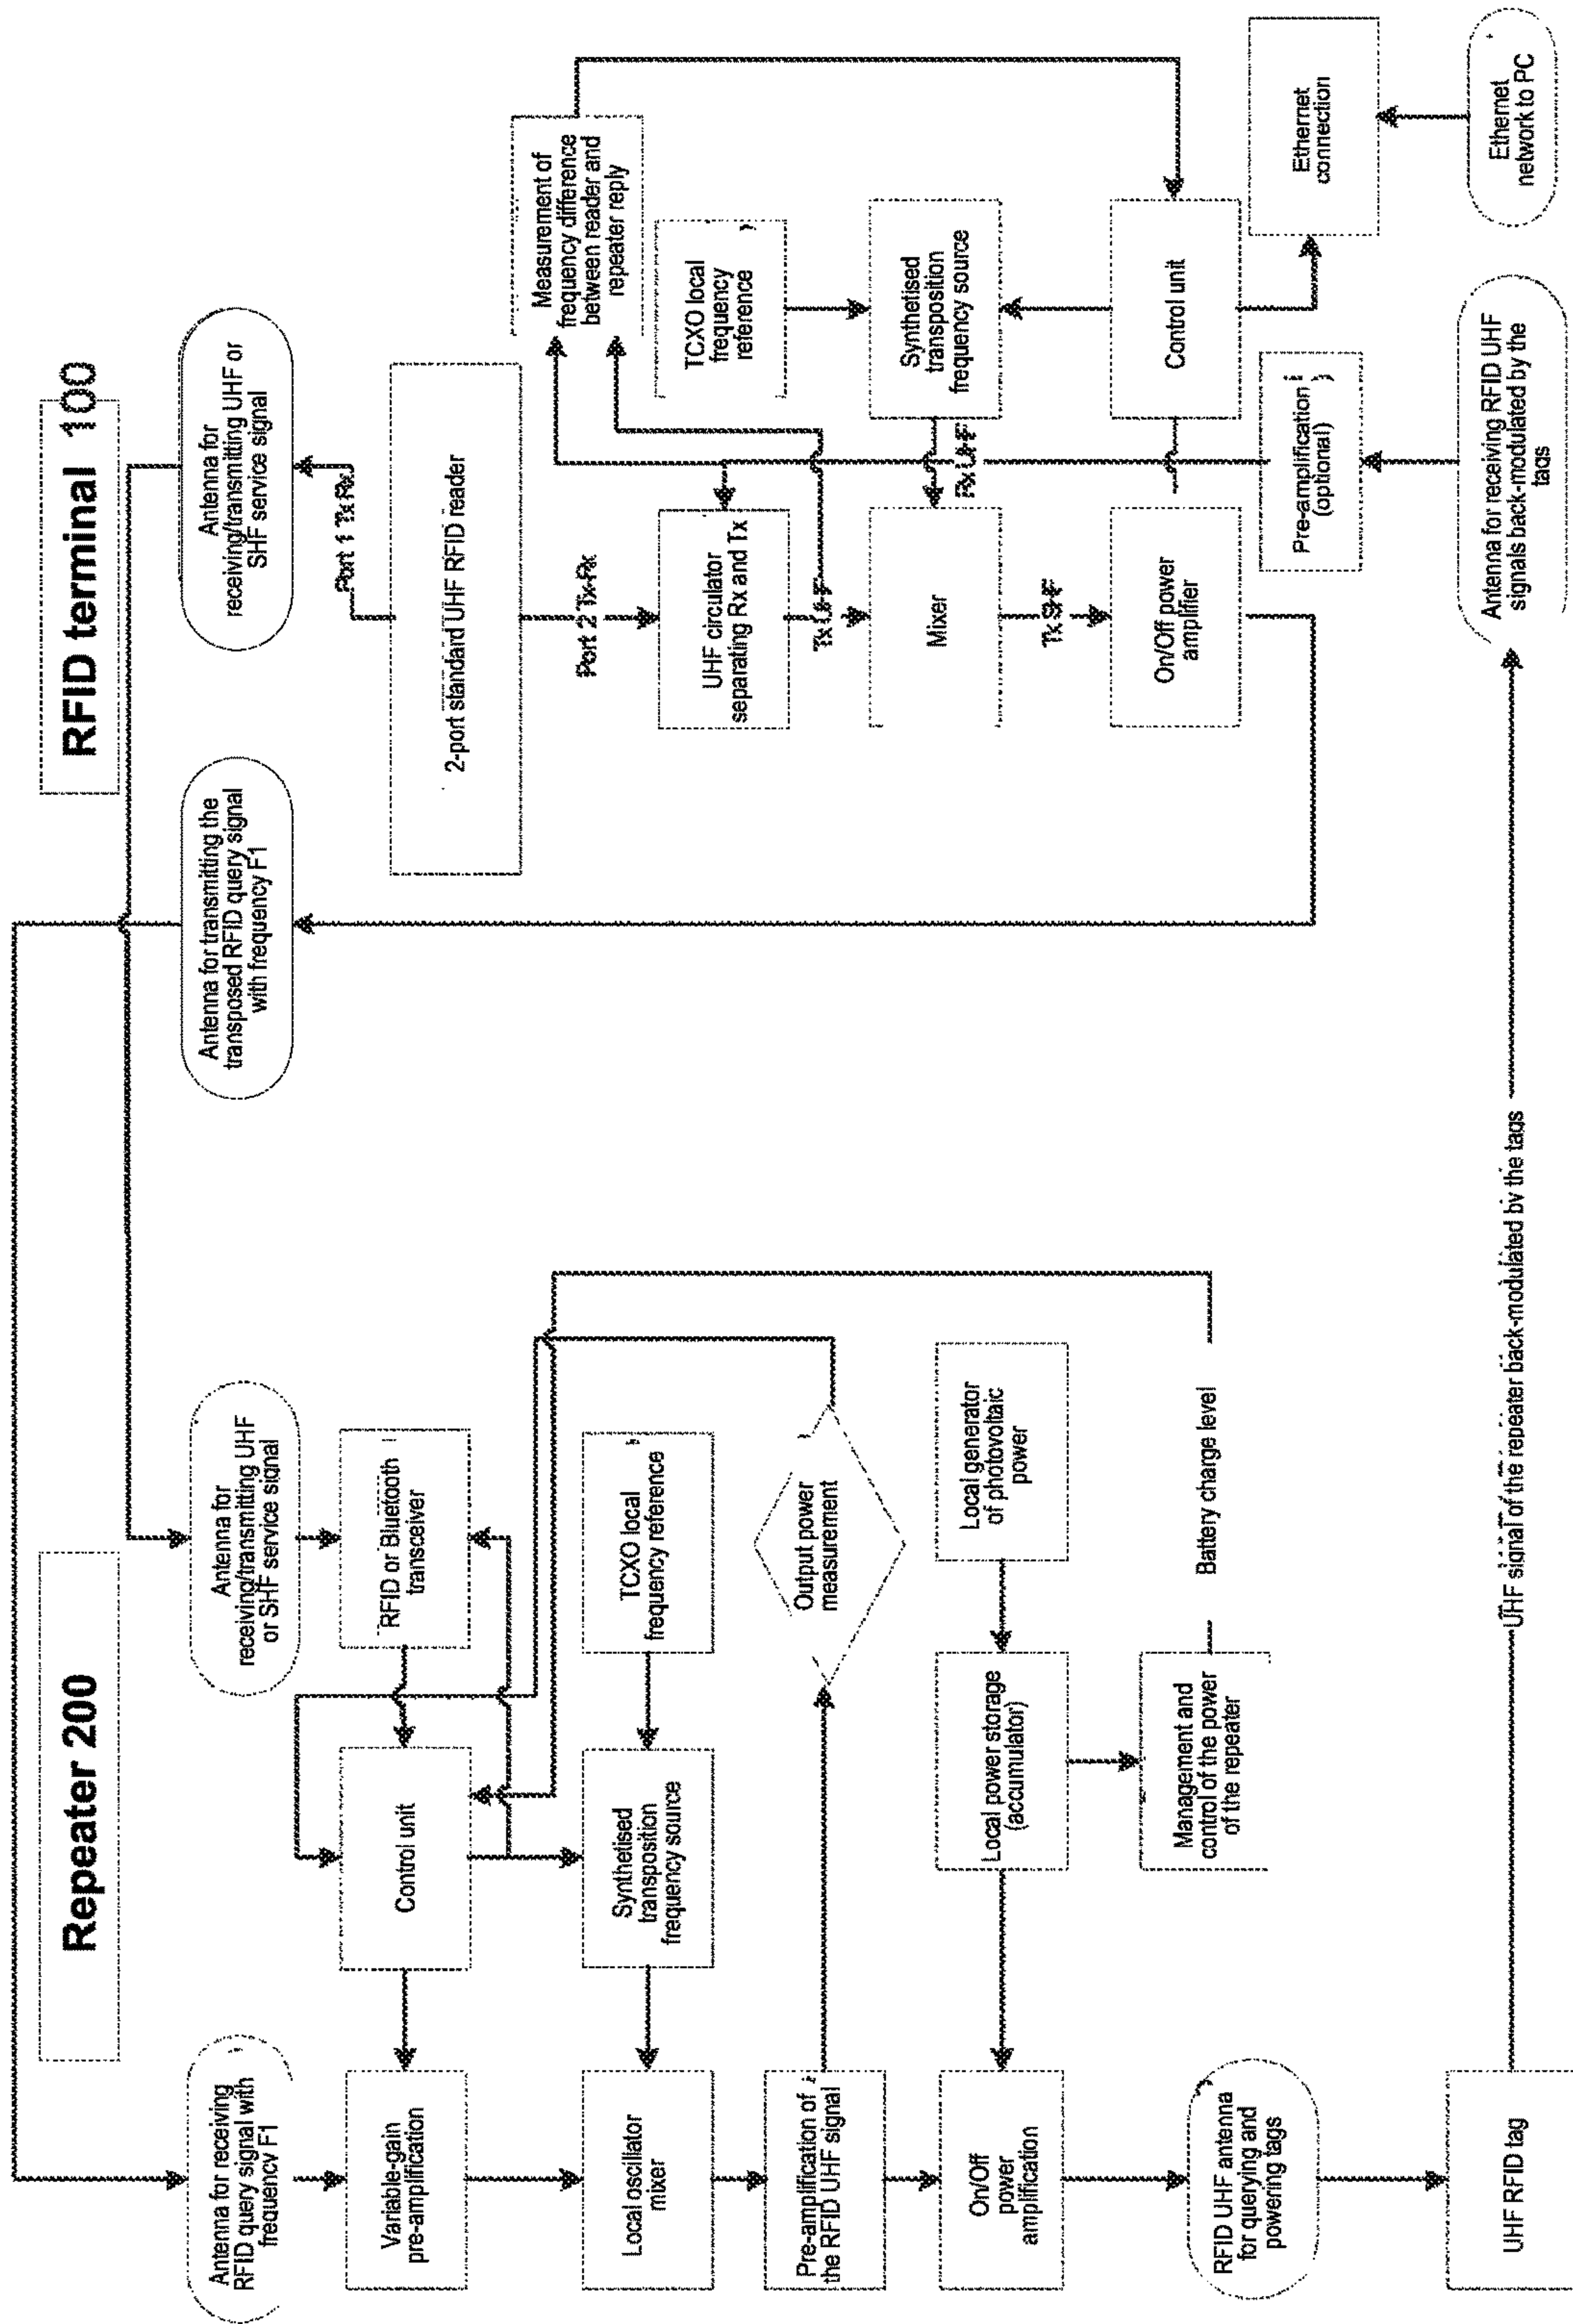 Repeater 200
Antenna for receiving
RFID query signal with
frequency F1
Antenna for
receiving/transmitting UHF
or SHF service signal
Variable-gain
pre-amplification
Control unit
RFID or Bluetooth
transceiver
Local oscillator
mixer
Synthetised
transposition
frequency source
TCXO local
frequency reference
Pre-amplification of
the RFID UHF signal
Output power
measurement
On/Off
power
amplification
Local power storage
(accumulator)
Local generator
of photovoltaic
power
RFID UHF antenna
for querying and
powering tags
Management and
control of the power
of the repeater
Battery charge level
UHF RFID tag
UHF signal of the repeater back-modulated by the tags
RFID terminal 100
Antenna for transmitting the
transposed RFID query signal
with frequency F1
Antenna for
receiving/transmitting UHF or
SHF service signal
Port 1 Tx Rx
2-port standard UHF RFID reader
Measurement of
frequency difference
between reader and
repeater reply
Port 2 Tx-Rx
UHF circulator
separating Rx and Tx
TCXO local
frequency
reference
Tx UHF
Mixer
Rx UHF
Synthetised
transposition
frequency source
Tx SHF
On/Off power
amplifier
Control unit
Pre-amplification
(optional)
Ethernet
connection
Antenna for receiving RFID UHF
signals back-modulated by the
tags
Ethernet
network to PC